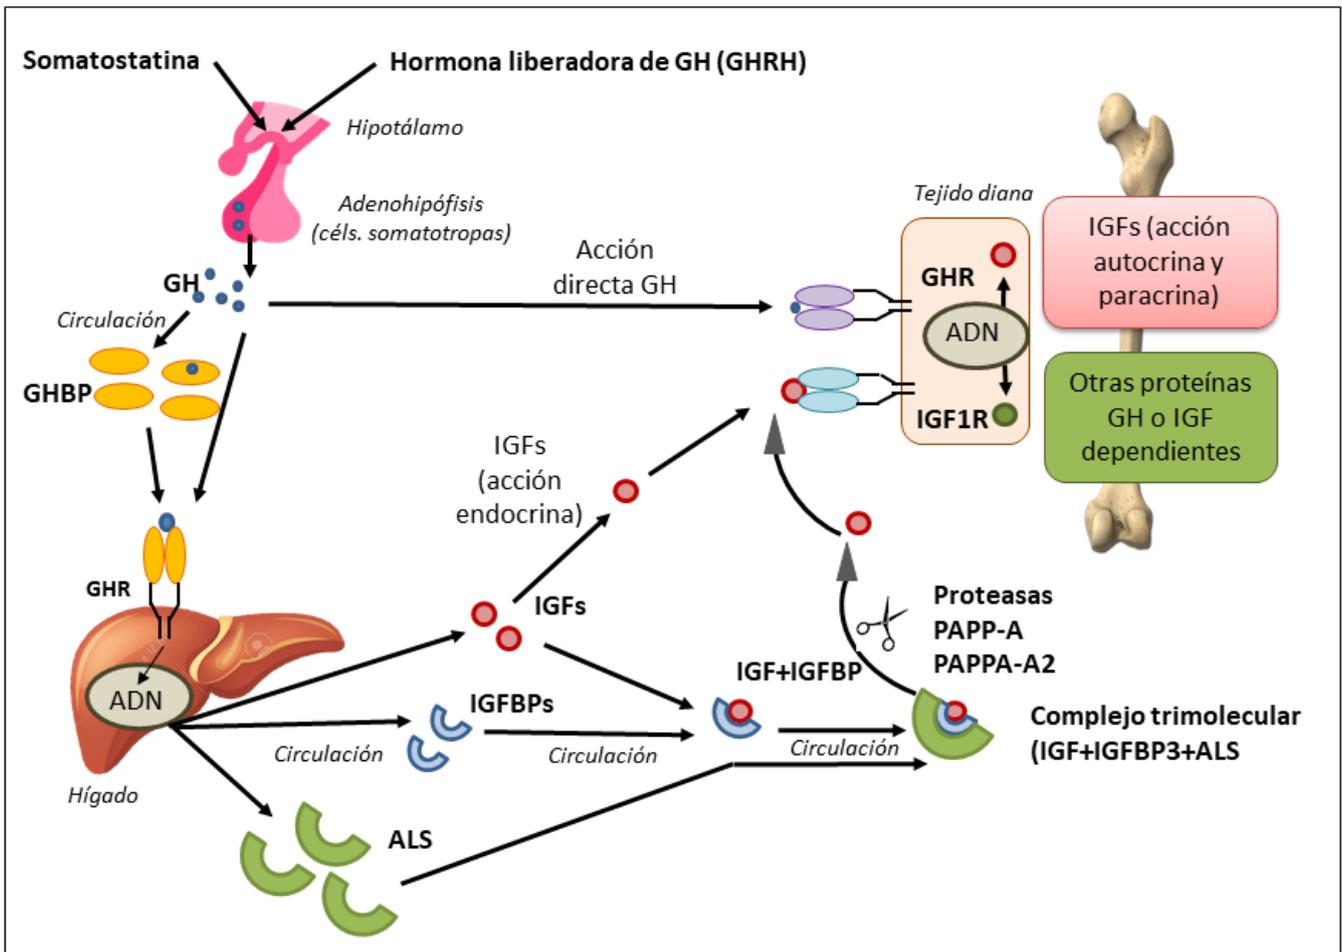 Somatostatina
Hormona liberadora de GH (GHRH)
Hipotálamo
Adenohipófisis
(céls. somatotropas)
GH
Circulación
GHBP
Acción
directa GH
Tejido diana
GHR
ADN
IGF1R
IGFs (acción
autocrina y
paracrina)
Otras proteínas
GH o IGF
dependientes
IGFs
(acción
endocrina)
GHR
ADN
Hígado
IGFs
IGFBPs
Circulación
Circulación
ALS
IGF+IGFBP
Circulación
Proteasas
PAPP-A
PAPPA-A2
Complejo trimolecular
(IGF+IGFBP3+ALS